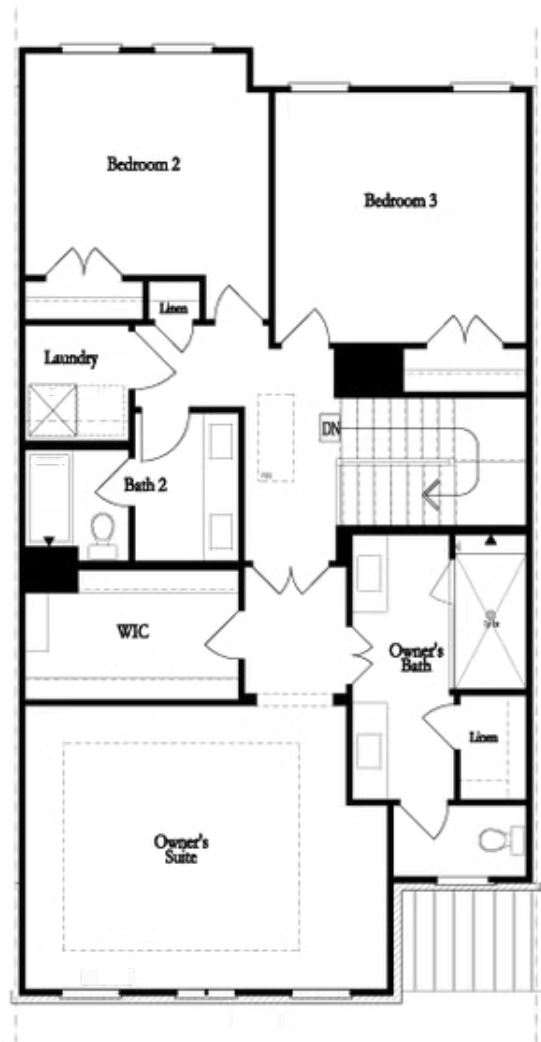 Bedroom 2
Bedroom 3
Linen
Laundry
DN
Bath 2
WIC
Owner's
Bath
Linen
Owner's
Suite